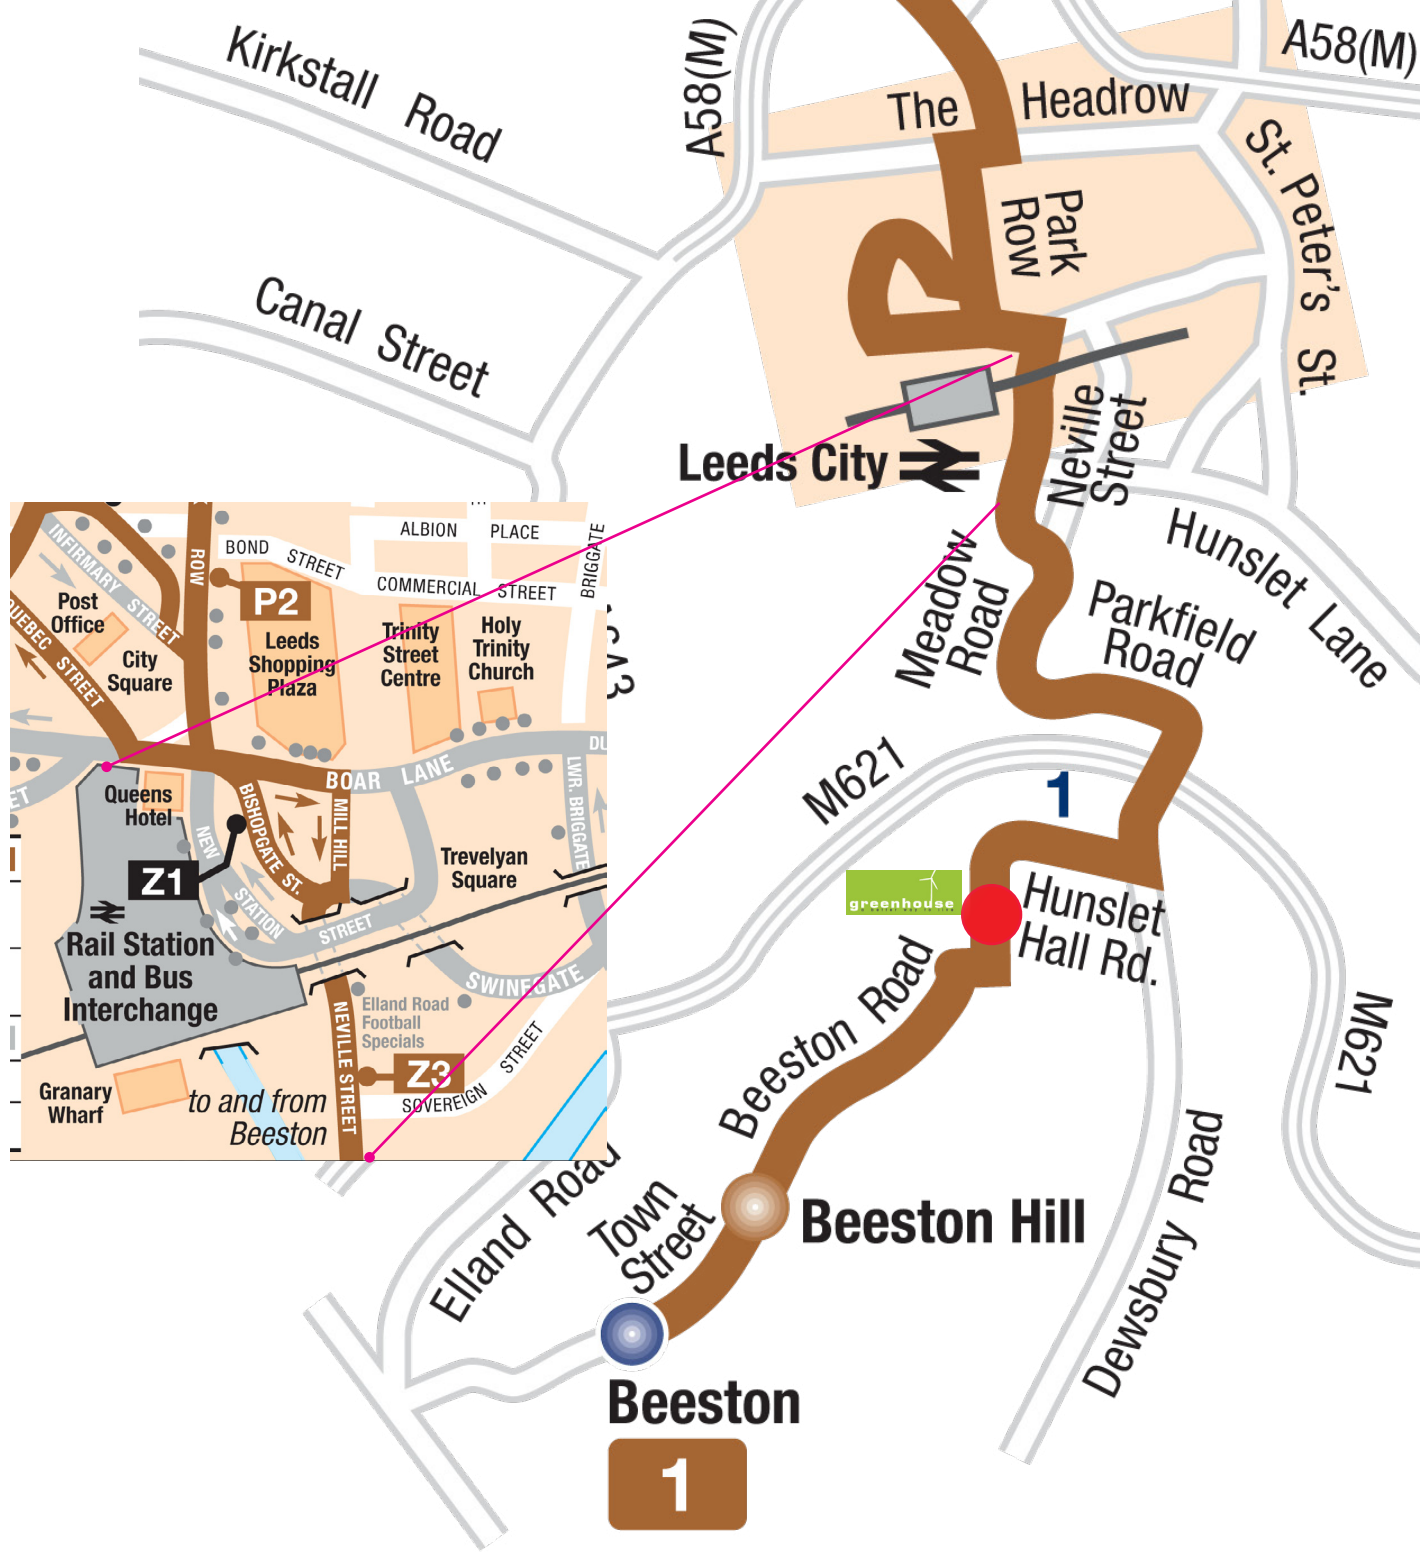 Kirkstall Road
A58(M)
A58(M)
The Headrow
St. Peter's St.
Park
Row
Canal Street
Neville
Street
Leeds City
Hunslet Lane
Meadow
Road
Parkfield
Road
M621
1
greenhouse
Hunslet
Hall Rd.
Beeston Road
M621
Dewsbury Road
Elland Road
Town
Street
Beeston Hill
Beeston
1
ALBION PLACE
BOND STREET
COMMERCIAL STREET
BRIGGATE
INFIRMARY STREET
ROW
P2
Post
Office
City
Square
QUEBEC STREET
Leeds
Shopping
Plaza
Trinity
Street
Centre
Holy
Trinity
Church
BOAR LANE
LWR. BRIGGATE
Queens
Hotel
BISHOPGATE ST.
MILL HILL
NEW STATION STREET
Z1
Trevelyan
Square
Rail Station
and Bus
Interchange
SWINEGATE
NEVILLE STREET
Elland Road
Football
Specials
Z3
SOVEREIGN STREET
Granary
Wharf
to and from
Beeston